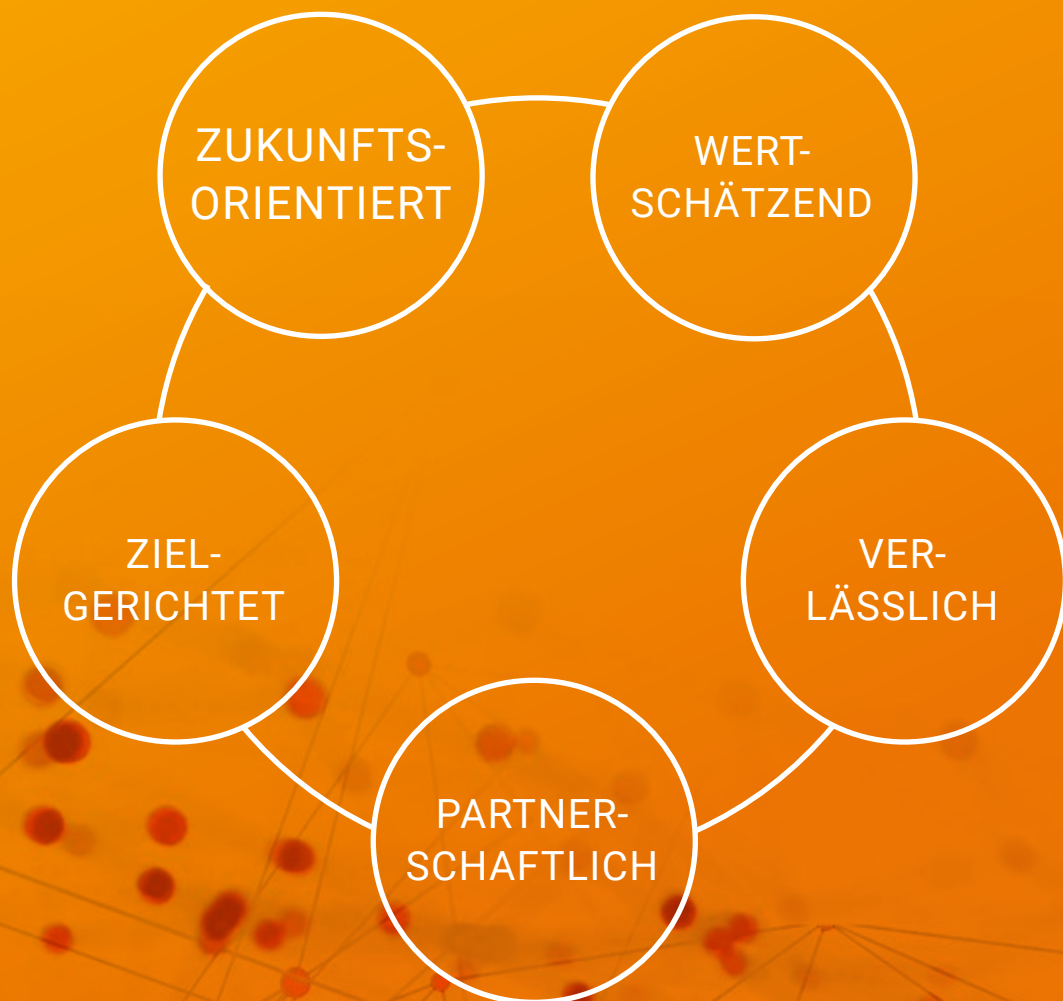 ZUKUNFTS-
ORIENTIERT
WERT-
SCHÄTZEND
ZIEL-
GERICHTET
VER-
LÄSSLICH
PARTNER-
SCHAFTLICH